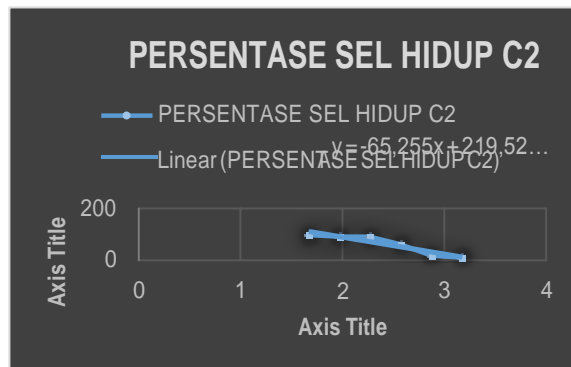 PERSENTASE SEL HIDUP C2
PERSENTASE SEL HIDUP C2
y = -65,255x + 219,52…
Linear (PERSENTASE SEL HIDUP C2)
200
0
Axis Title
0 1 2 3 4
Axis Title